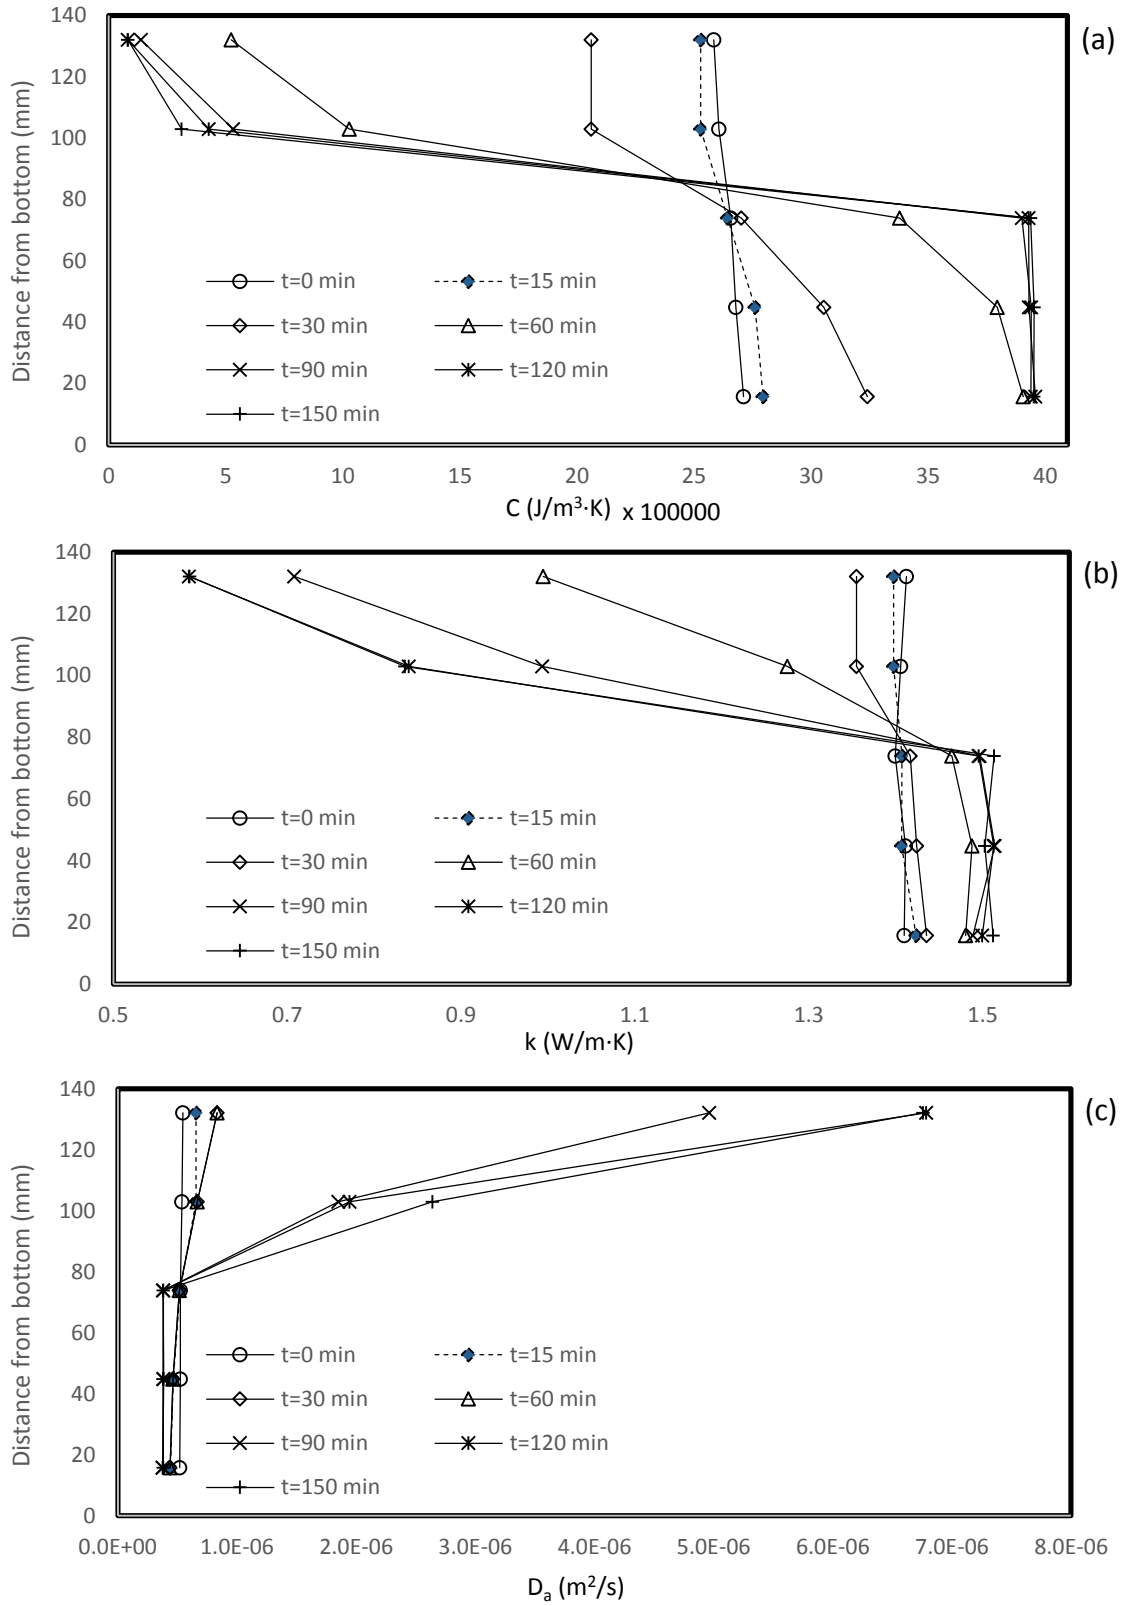 (a)
Distance from bottom (mm)
140
120
100
80
60
40
20
0
t=0 min
t=15 min
t=30 min
t=60 min
t=90 min
t=120 min
t=150 min
0 5 10 15 20 25 30 35 40
C (J/m³·K) x 100000
(b)
Distance from bottom (mm)
140
120
100
80
60
40
20
0
t=0 min
t=15 min
t=30 min
t=60 min
t=90 min
t=120 min
t=150 min
0.5 0.7 0.9 1.1 1.3 1.5
k (W/m·K)
(c)
Distance from bottom (mm)
140
120
100
80
60
40
20
0
t=0 min
t=15 min
t=30 min
t=60 min
t=90 min
t=120 min
t=150 min
0.0E+00 1.0E-06 2.0E-06 3.0E-06 4.0E-06 5.0E-06 6.0E-06 7.0E-06 8.0E-06
Dₐ (m²/s)